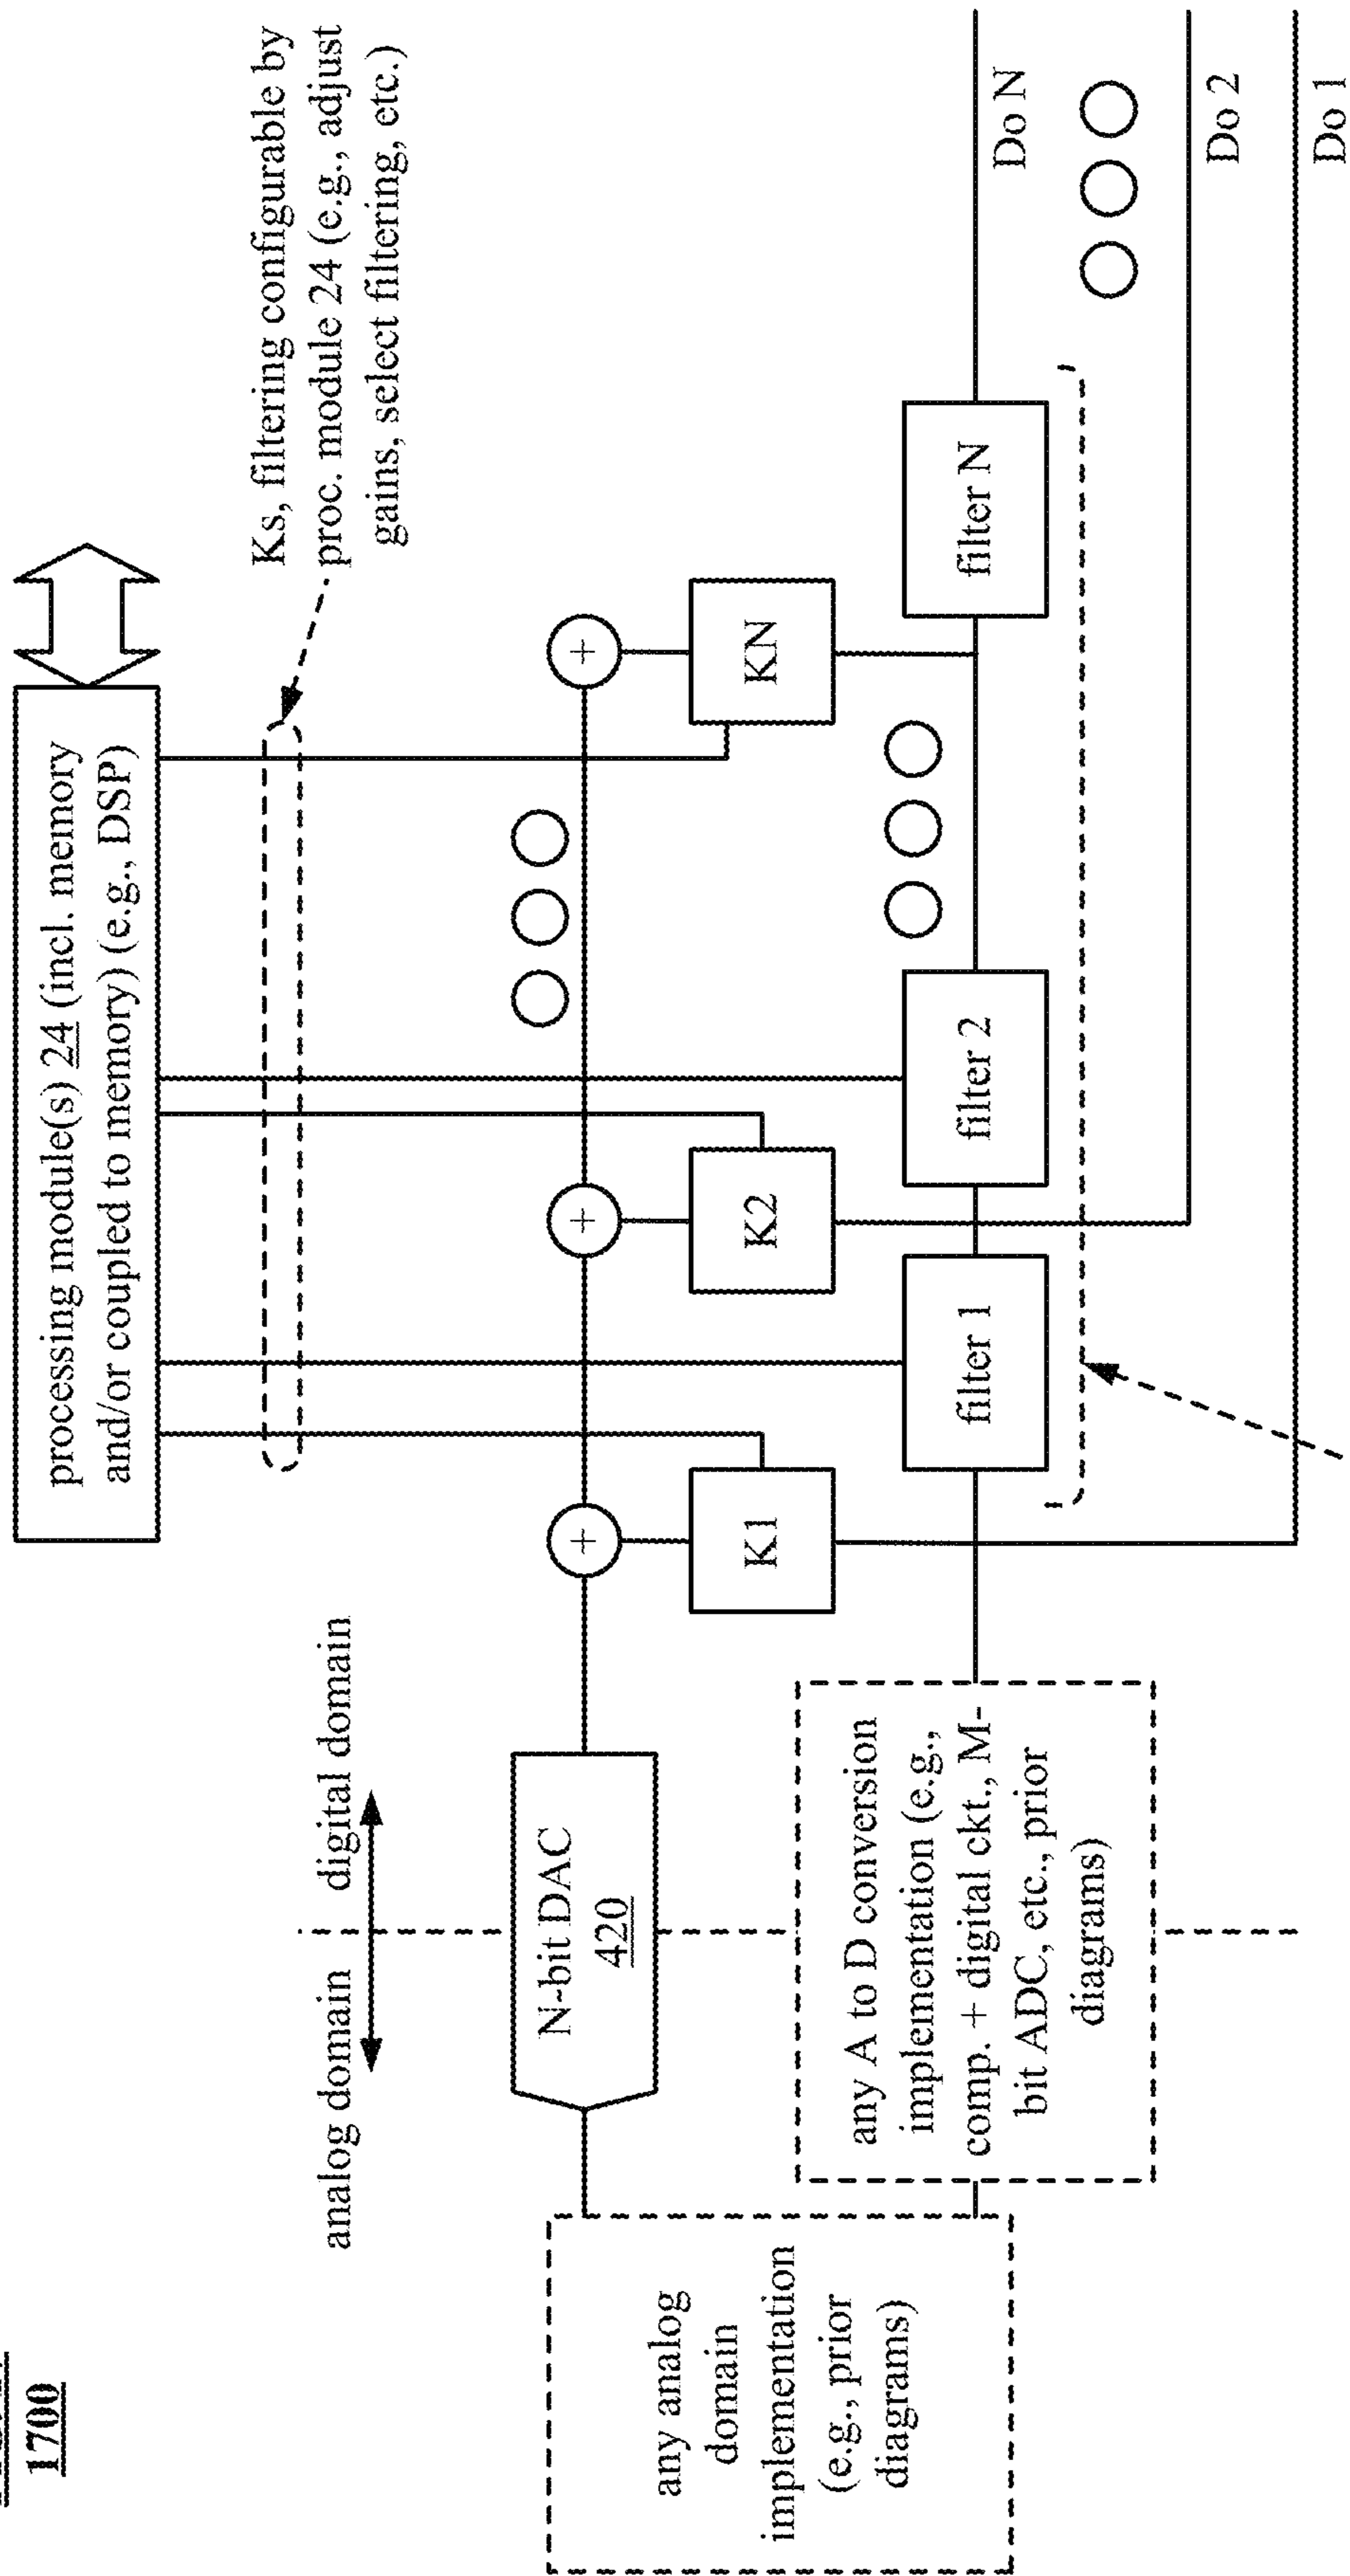 1700
processing module(s) 24 (incl. memory
and/or coupled to memory) (e.g., DSP)
Ks, filtering configurable by
proc. module 24 (e.g., adjust
gains, select filtering, etc.)
analog domain
digital domain
N-bit DAC
420
+
+
+
K1
K2
KN
any analog
domain
implementation
(e.g., prior
diagrams)
any A to D conversion
implementation (e.g.,
comp. + digital ckt., M-
bit ADC, etc., prior
diagrams)
filter 1
filter 2
filter N
Do N
Do 2
Do 1